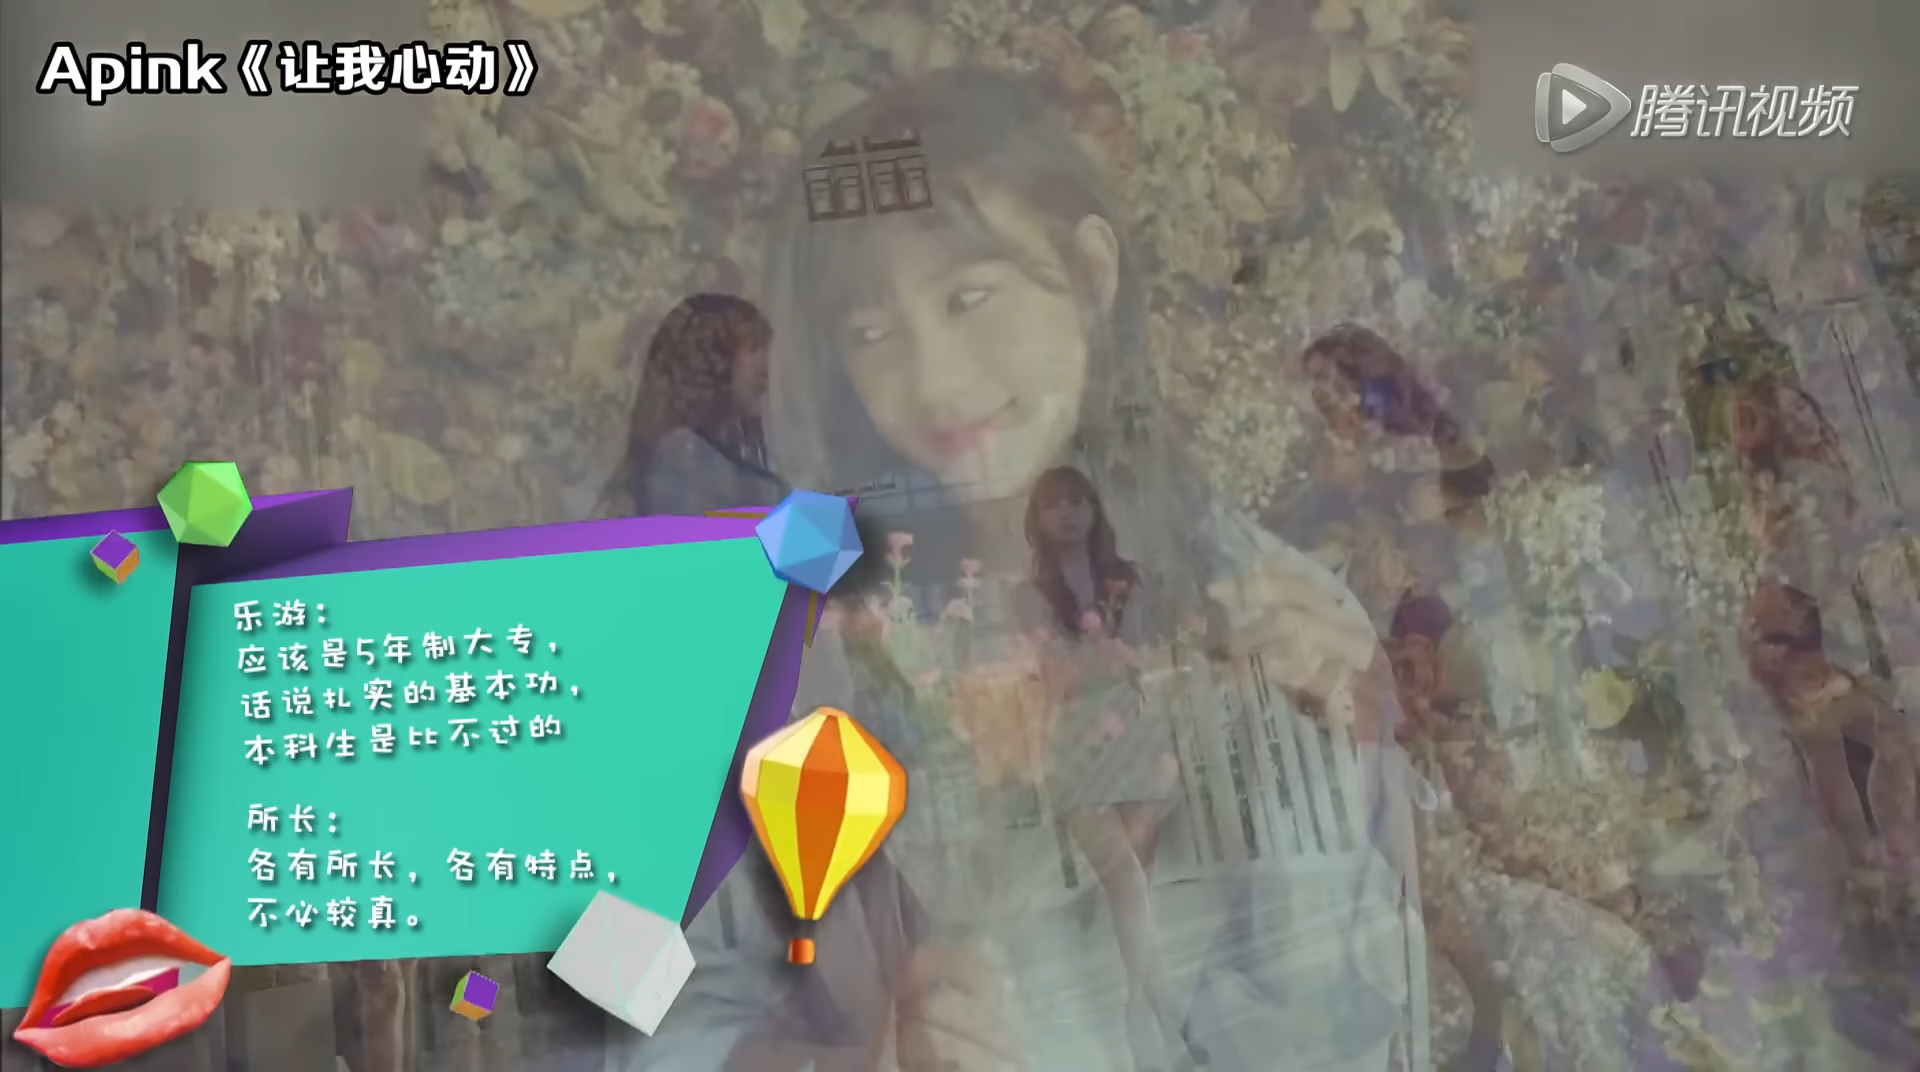 Apink《让我心动》
腾讯视频
乐游：
应该是5年制大专，
话说扎实的基本功，
本科生是比不过的
所长：
各有所长，各有特点，
不必较真。